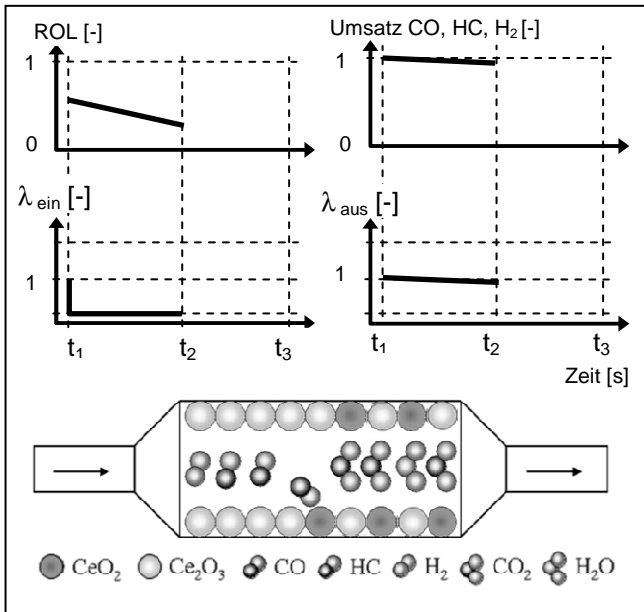 ROL [-]
1
0
Umsatz CO, HC, H₂ [-]
1
0
λ ein [-]
1
t₁ t₂ t₃
λ aus [-]
1
t₁ t₂ t₃
Zeit [s]
CeO₂ Ce₂O₃ CO HC H₂ CO₂ H₂O